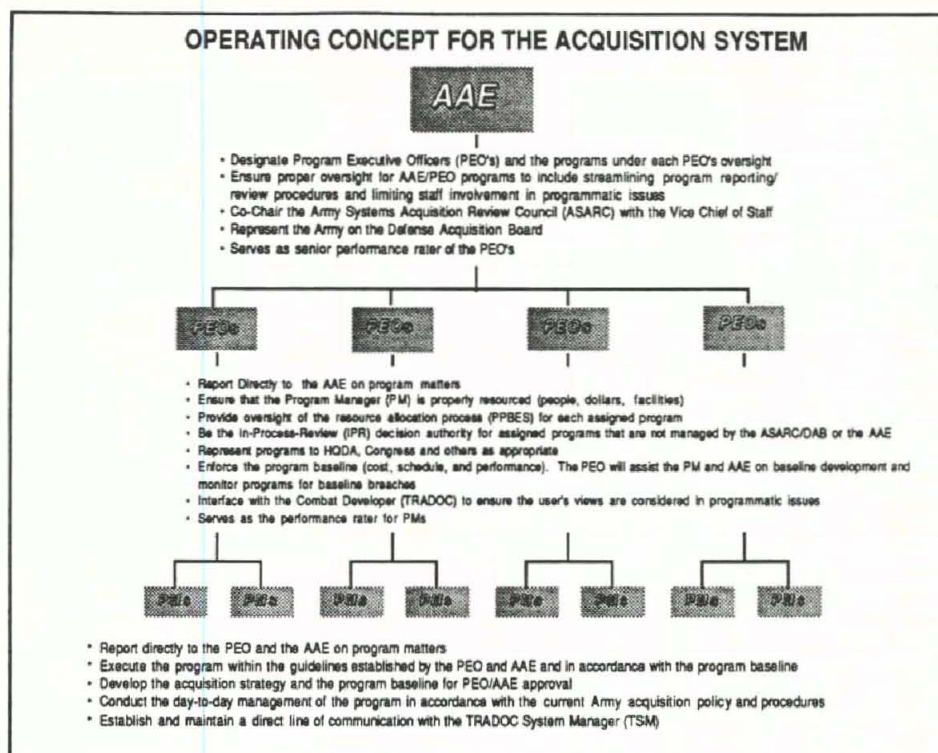 OPERATING CONCEPT FOR THE ACQUISITION SYSTEM
AAE
• Designate Program Executive Officers (PEO's) and the programs under each PEO's oversight
• Ensure proper oversight for AAE/PEO programs to include streamlining program reporting/
review procedures and limiting staff involvement in programmatic issues
• Co-Chair the Army Systems Acquisition Review Council (ASARC) with the Vice Chief of Staff
• Represent the Army on the Defense Acquisition Board
• Serves as senior performance rater of the PEO's
PEOs PEOs PEOs PEOs
• Report Directly to the AAE on program matters
• Ensure that the Program Manager (PM) is properly resourced (people, dollars, facilities)
• Provide oversight of the resource allocation process (PPBES) for each assigned program
• Be the In-Process-Review (IPR) decision authority for assigned programs that are not managed by the ASARC/DAB or the AAE
• Represent programs to HQDA, Congress and others as appropriate
• Enforce the program baseline (cost, schedule, and performance). The PEO will assist the PM and AAE on baseline development and
monitor programs for baseline breaches
• Interface with the Combat Developer (TRADOC) to ensure the user's views are considered in programmatic issues
• Serves as the performance rater for PMs
PMs PMs PMs PMs PMs PMs PMs PMs
* Report directly to the PEO and the AAE on program matters
* Execute the program within the guidelines established by the PEO and AAE and in accordance with the program baseline
* Develop the acquisition strategy and the program baseline for PEO/AAE approval
* Conduct the day-to-day management of the program in accordance with the current Army acquisition policy and procedures
* Establish and maintain a direct line of communication with the TRADOC System Manager (TSM)